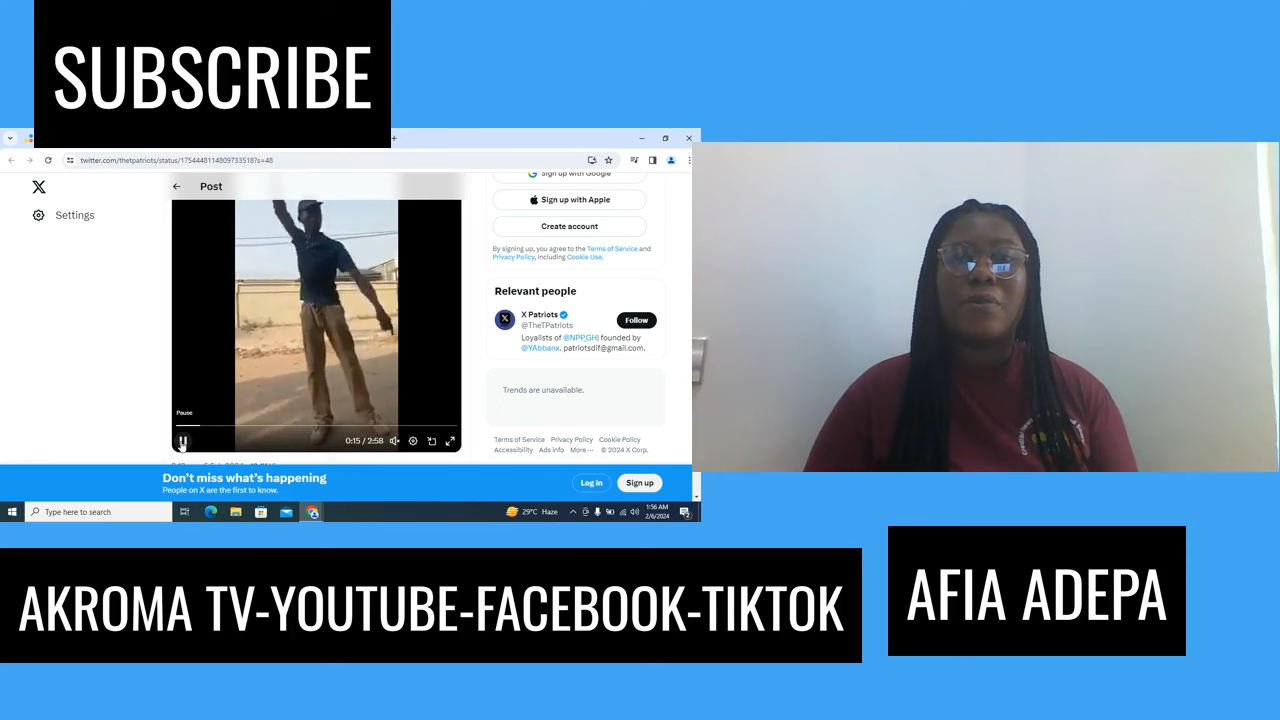 SUBSCRIBE
twitter.com/thetpatriots/status/1754448114809733518?s=48
Post
Settings
Sign up with Google
Sign up with Apple
Create account
By signing up, you agree to the Terms of Service and
Privacy Policy, including Cookie Use.
Relevant people
X Patriots
@TheTPatriots
Follow
Loyalists of @NPP_GH| founded by
@YAbbanx. patriotsdif@gmail.com.
Trends are unavailable.
Pause
0:15 / 2:58
Terms of Service Privacy Policy Cookie Policy
Accessibility Ads info More ··· © 2024 X Corp.
Don't miss what's happening
People on X are the first to know.
Log in
Sign up
Type here to search
29°C Haze
1:56 AM
2/6/2024
AKROMA TV-YOUTUBE-FACEBOOK-TIKTOK
AFIA ADEPA